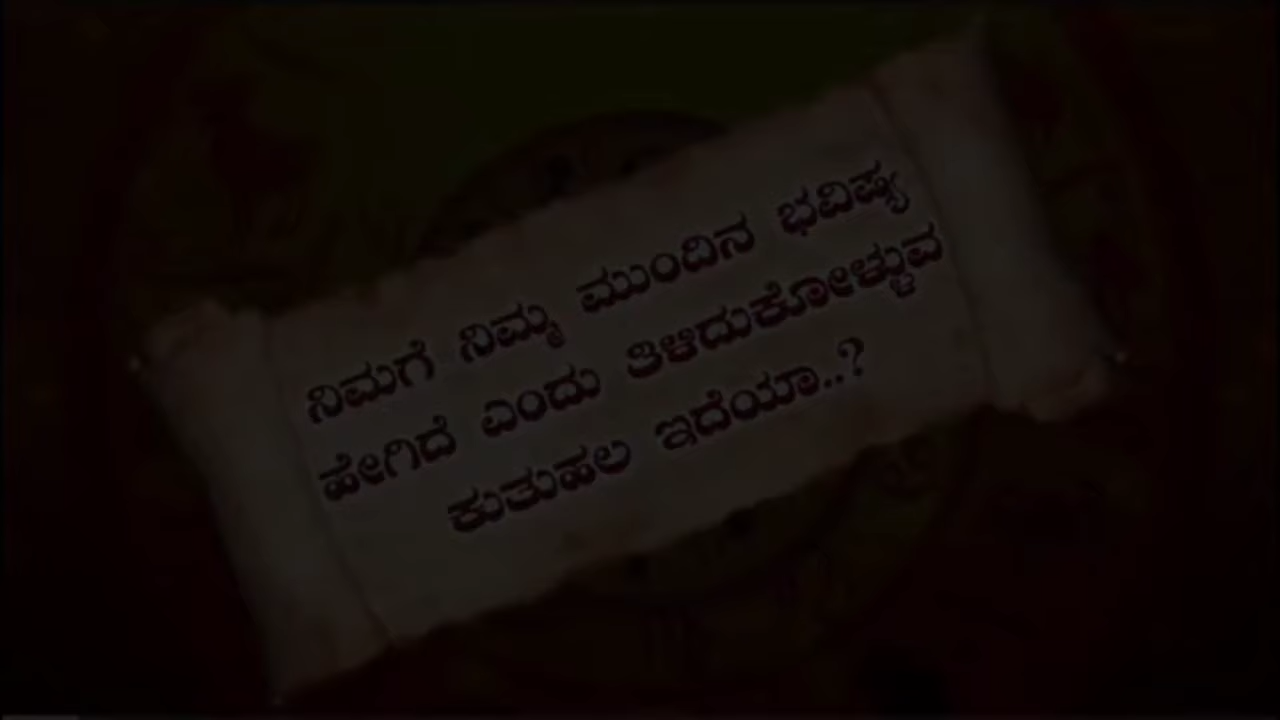 ನಿಮಗೆ ನಿಮ್ಮ ಮುಂದಿನ ಭವಿಷ್ಯ
ಹೇಗಿದೆ ಎಂದು ತಿಳಿದುಕೋಳ್ಳುವ
ಕುತುಹಲ ಇದೆಯಾ..?